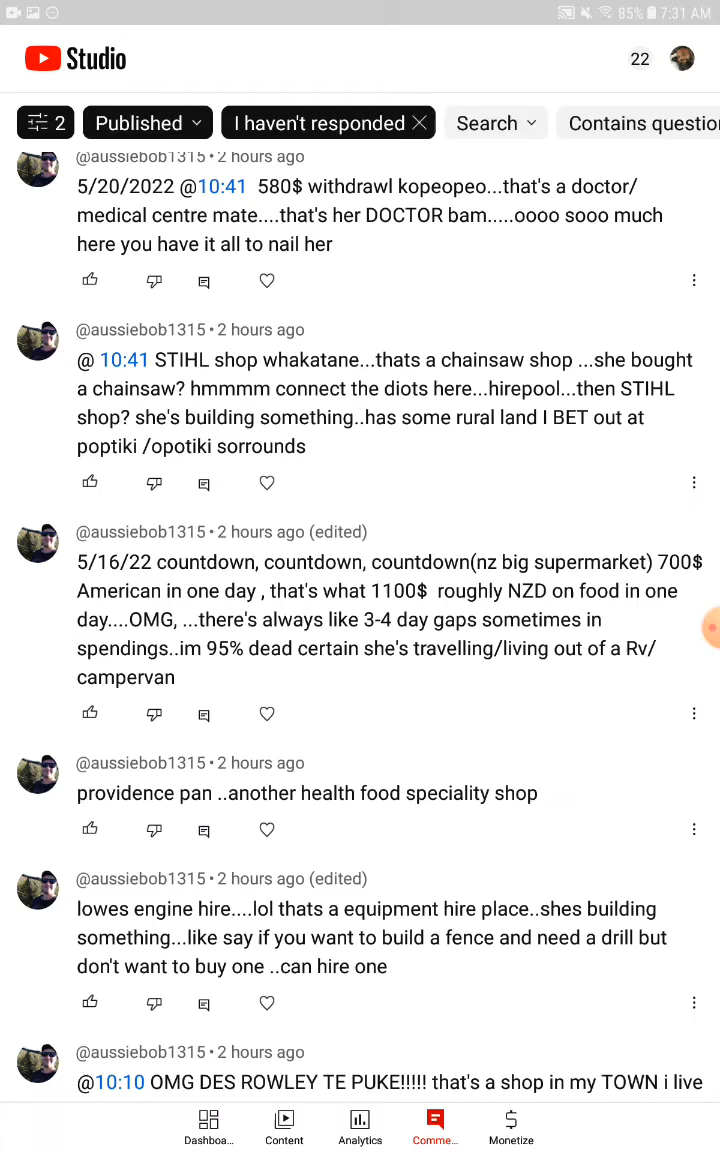 85% 7:31 AM
Studio
22
2 Published I haven't responded Search Contains questio
@aussiebob1315 • 2 hours ago
5/20/2022 @10:41 580$ withdrawl kopeopeo...that's a doctor/
medical centre mate....that's her DOCTOR bam.....oooo sooo much
here you have it all to nail her
@aussiebob1315 • 2 hours ago
@ 10:41 STIHL shop whakatane...thats a chainsaw shop ...she bought
a chainsaw? hmmmm connect the diots here...hirepool...then STIHL
shop? she's building something..has some rural land I BET out at
poptiki /opotiki sorrounds
@aussiebob1315 • 2 hours ago (edited)
5/16/22 countdown, countdown, countdown(nz big supermarket) 700$
American in one day , that's what 1100$ roughly NZD on food in one
day....OMG, ...there's always like 3-4 day gaps sometimes in
spendings..im 95% dead certain she's travelling/living out of a Rv/
campervan
@aussiebob1315 • 2 hours ago
providence pan ..another health food speciality shop
@aussiebob1315 • 2 hours ago (edited)
lowes engine hire....lol thats a equipment hire place..shes building
something...like say if you want to build a fence and need a drill but
don't want to buy one ..can hire one
@aussiebob1315 • 2 hours ago
@10:10 OMG DES ROWLEY TE PUKE!!!!! that's a shop in my TOWN i live
Dashboa... Content Analytics Comme... Monetize